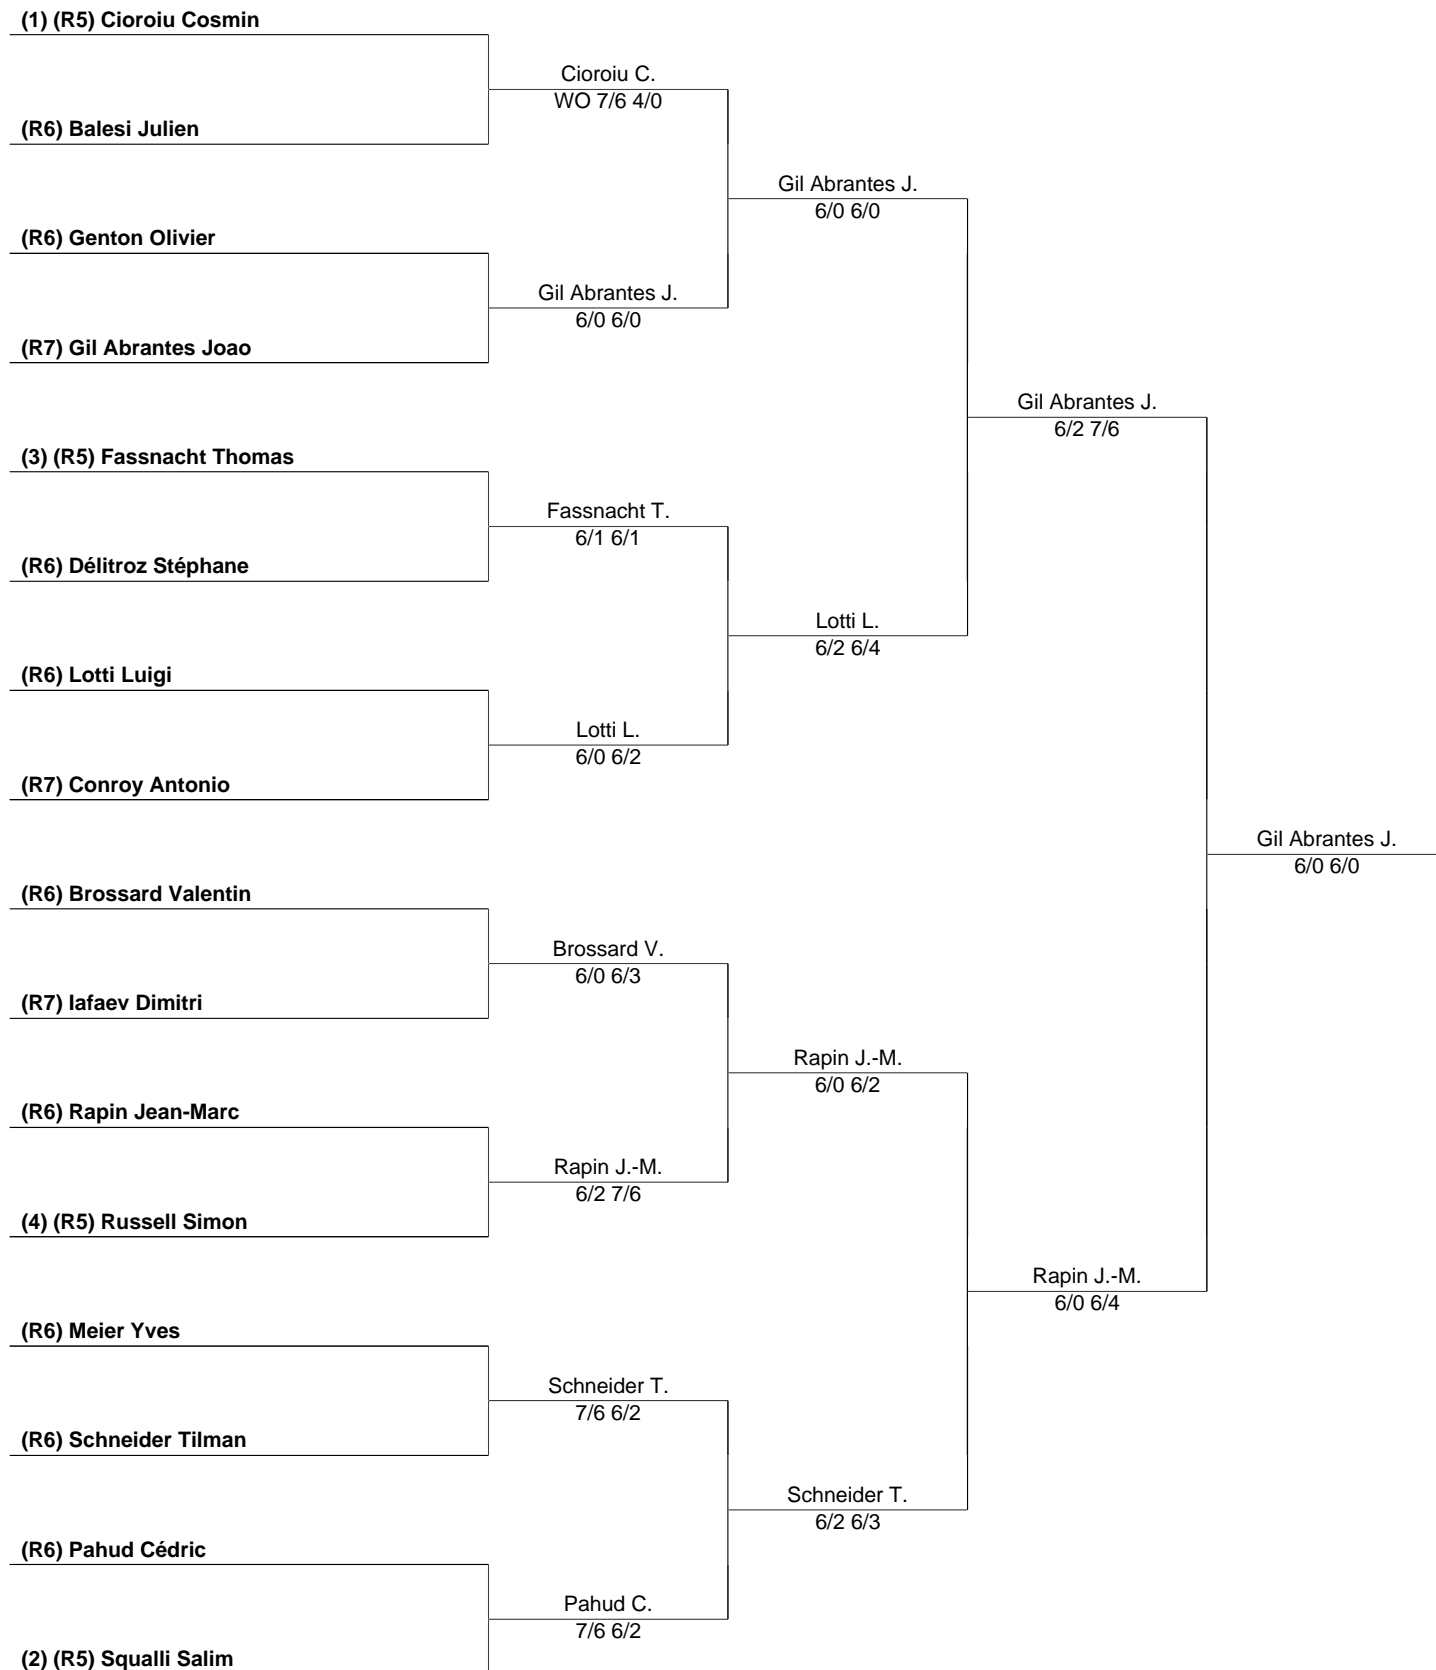 (1) (R5) Cioroiu Cosmin
Cioroiu C.
WO 7/6 4/0
(R6) Balesi Julien
Gil Abrantes J.
6/0 6/0
(R6) Genton Olivier
Gil Abrantes J.
6/0 6/0
(R7) Gil Abrantes Joao
Gil Abrantes J.
6/2 7/6
(3) (R5) Fassnacht Thomas
Fassnacht T.
6/1 6/1
(R6) Délitroz Stéphane
Lotti L.
6/2 6/4
(R6) Lotti Luigi
Lotti L.
6/0 6/2
(R7) Conroy Antonio
Gil Abrantes J.
6/0 6/0
(R6) Brossard Valentin
Brossard V.
6/0 6/3
(R7) Iafaev Dimitri
Rapin J.-M.
6/0 6/2
(R6) Rapin Jean-Marc
Rapin J.-M.
6/2 7/6
(4) (R5) Russell Simon
Rapin J.-M.
6/0 6/4
(R6) Meier Yves
Schneider T.
7/6 6/2
(R6) Schneider Tilman
Schneider T.
6/2 6/3
(R6) Pahud Cédric
Pahud C.
7/6 6/2
(2) (R5) Squalli Salim